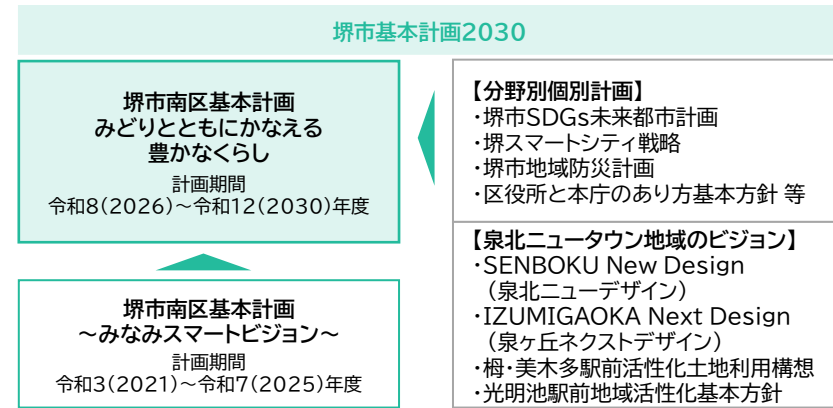 堺市基本計画2030
堺市南区基本計画
みどりとともにかなえる
豊かなくらし
計画期間
令和8(2026)～令和12(2030)年度
堺市南区基本計画
～みなみスマートビジョン～
計画期間
令和3(2021)～令和7(2025)年度
【分野別個別計画】
・堺市SDGs未来都市計画
・堺スマートシティ戦略
・堺市地域防災計画
・区役所と本庁のあり方基本方針 等
【泉北ニュータウン地域のビジョン】
・SENBOKU New Design
（泉北ニューデザイン）
・IZUMIGAOKA Next Design
（泉ヶ丘ネクストデザイン）
・栂・美木多駅前活性化土地利用構想
・光明池駅前地域活性化基本方針